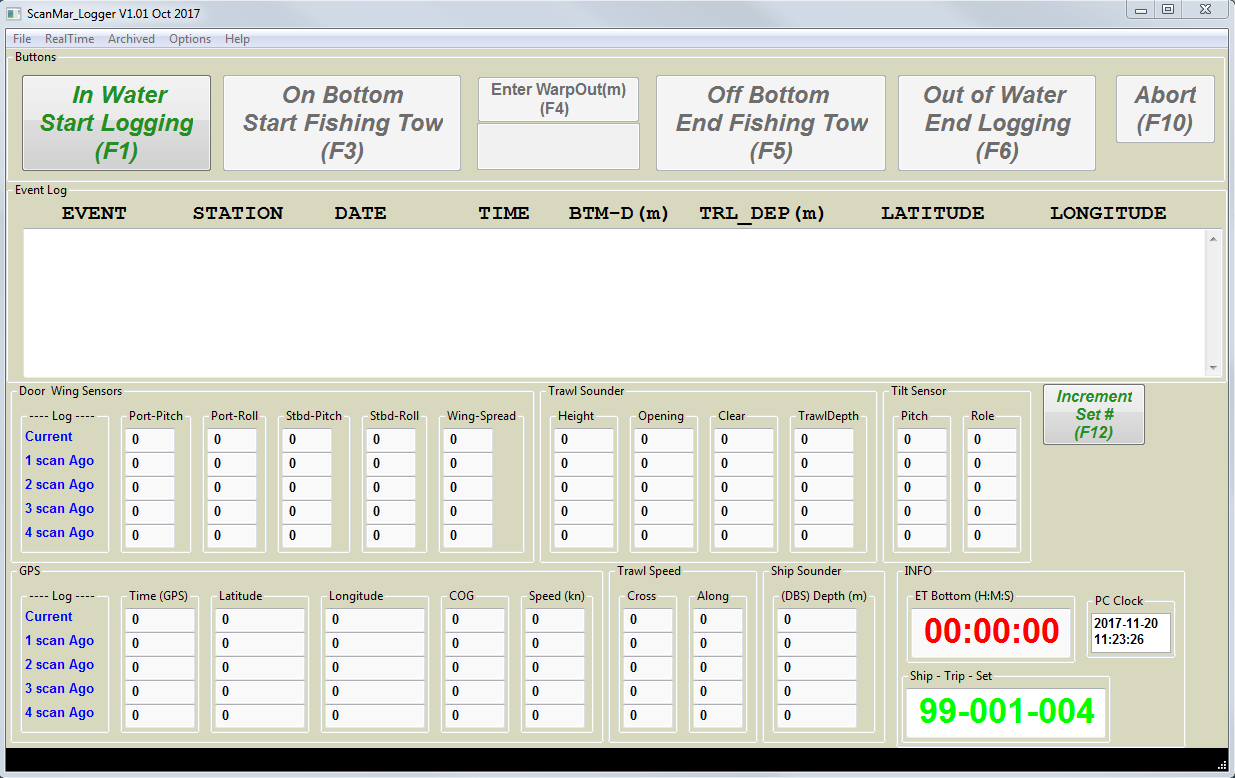 ScanMar_Logger V1.01 Oct 2017
File RealTime Archived Options Help
Buttons
In Water
Start Logging
(F1)
On Bottom
Start Fishing Tow
(F3)
Enter WarpOut(m)
(F4)
Off Bottom
End Fishing Tow
(F5)
Out of Water
End Logging
(F6)
Abort
(F10)
Event Log
EVENT STATION DATE TIME BTM-D(m) TRL_DEP(m) LATITUDE LONGITUDE
Door Wing Sensors Trawl Sounder Tilt Sensor
Increment
Set #
(F12)
---- Log ---- Port-Pitch Port-Roll Stbd-Pitch Stbd-Roll Wing-Spread Height Opening Clear TrawlDepth Pitch Role
Current 0 0 0 0 0 0 0 0 0 0 0
1 scan Ago 0 0 0 0 0 0 0 0 0 0 0
2 scan Ago 0 0 0 0 0 0 0 0 0 0 0
3 scan Ago 0 0 0 0 0 0 0 0 0 0 0
4 scan Ago 0 0 0 0 0 0 0 0 0 0 0
GPS Trawl Speed Ship Sounder INFO
---- Log ---- Time (GPS) Latitude Longitude COG Speed (kn) Cross Along (DBS) Depth (m)
Current 0 0 0 0 0 0 0 0
1 scan Ago 0 0 0 0 0 0 0 0
2 scan Ago 0 0 0 0 0 0 0 0
3 scan Ago 0 0 0 0 0 0 0 0
4 scan Ago 0 0 0 0 0 0 0 0
ET Bottom (H:M:S)
00:00:00
PC Clock
2017-11-20
11:23:26
Ship - Trip - Set
99-001-004